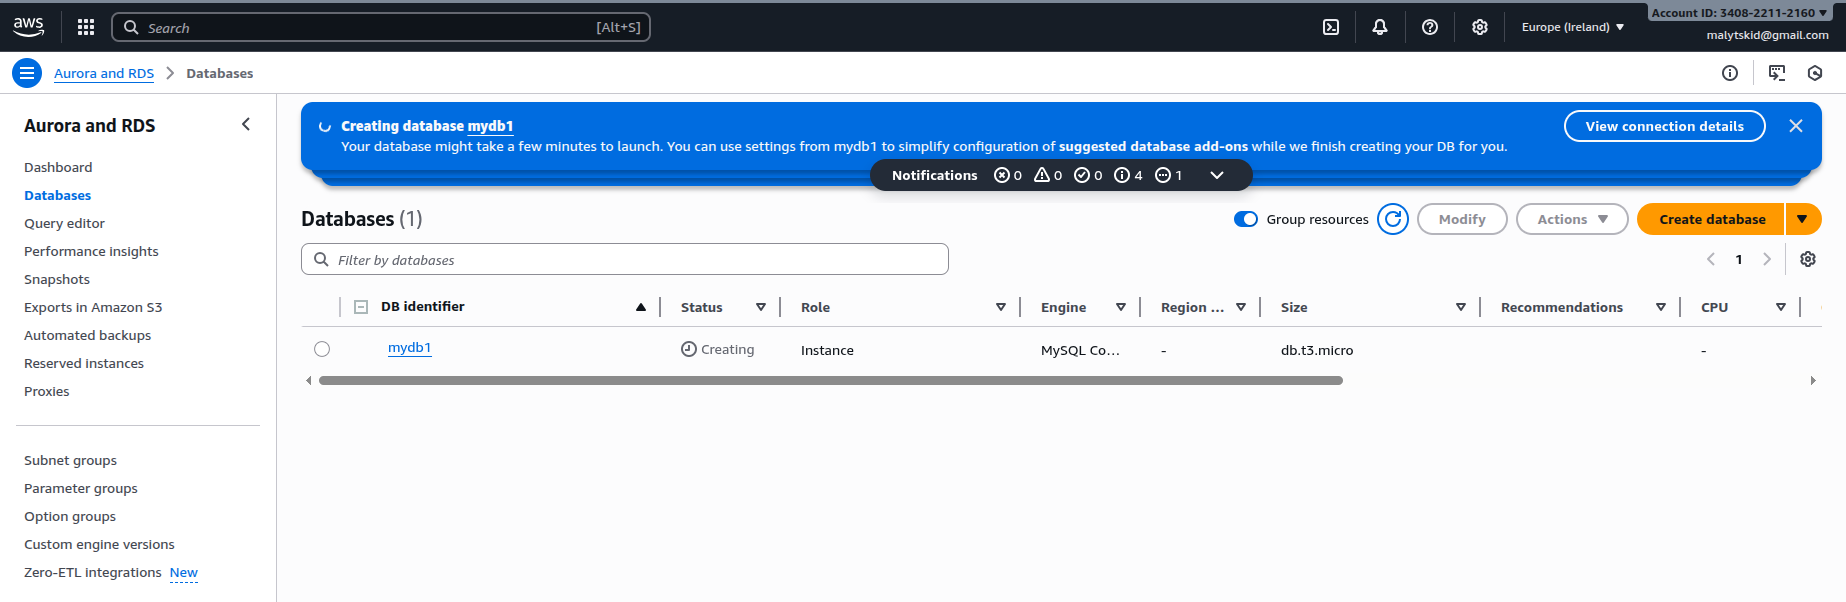 aws
Search [Alt+S]
Europe (Ireland)
Account ID: 3408-2211-2160
malytskid@gmail.com
Aurora and RDS
Databases
Aurora and RDS
Dashboard
Databases
Query editor
Performance insights
Snapshots
Exports in Amazon S3
Automated backups
Reserved instances
Proxies
Subnet groups
Parameter groups
Option groups
Custom engine versions
Zero-ETL integrations New
Creating database mydb1
Your database might take a few minutes to launch. You can use settings from mydb1 to simplify configuration of suggested database add-ons while we finish creating your DB for you.
View connection details
Notifications 0 0 0 4 1
Databases (1)
Group resources
Modify
Actions
Create database
Filter by databases
1
DB identifier Status Role Engine Region ... Size Recommendations CPU
mydb1 Creating Instance MySQL Co... - db.t3.micro -